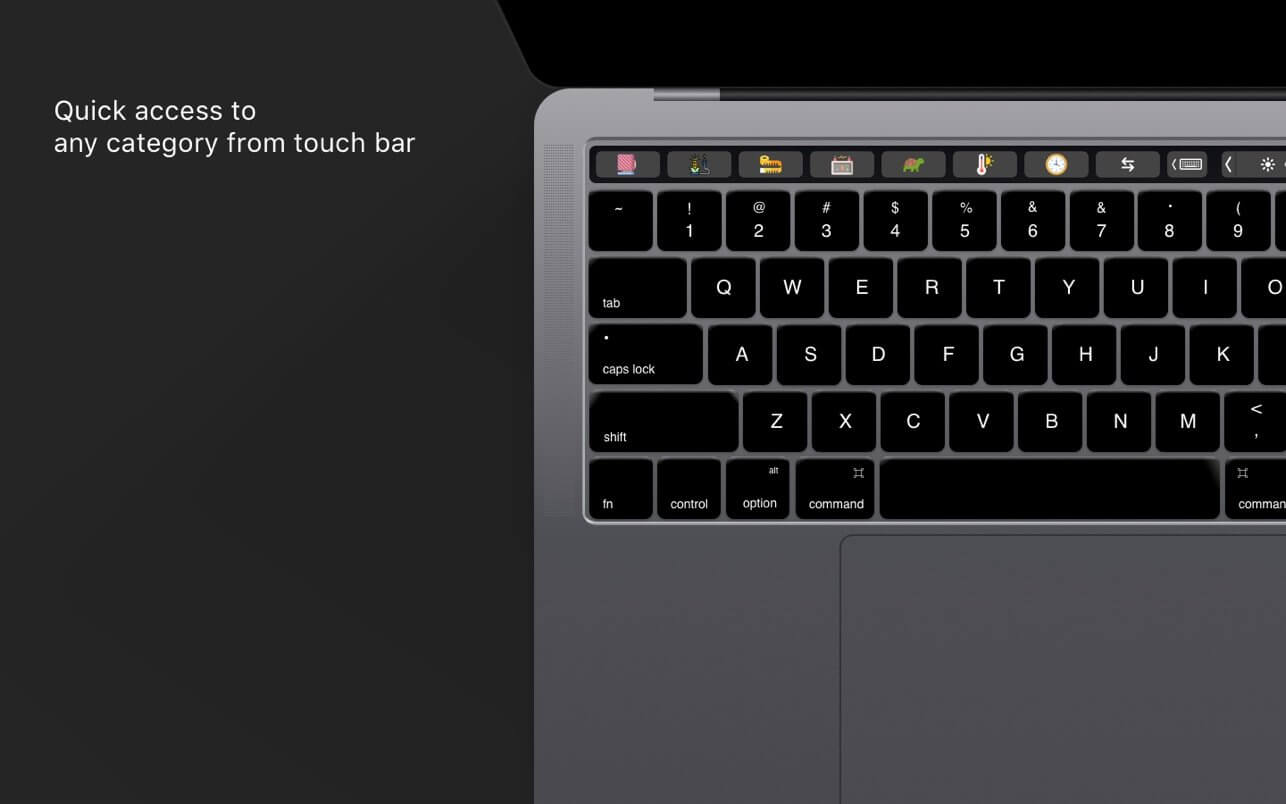 Quick access to
any category from touch bar
~ ! @ # $ % & & · (
1 2 3 4 5 6 7 8 9
tab Q W E R T Y U I O
caps lock A S D F G H J K
shift Z X C V B N M < ,
alt
fn control option command comman